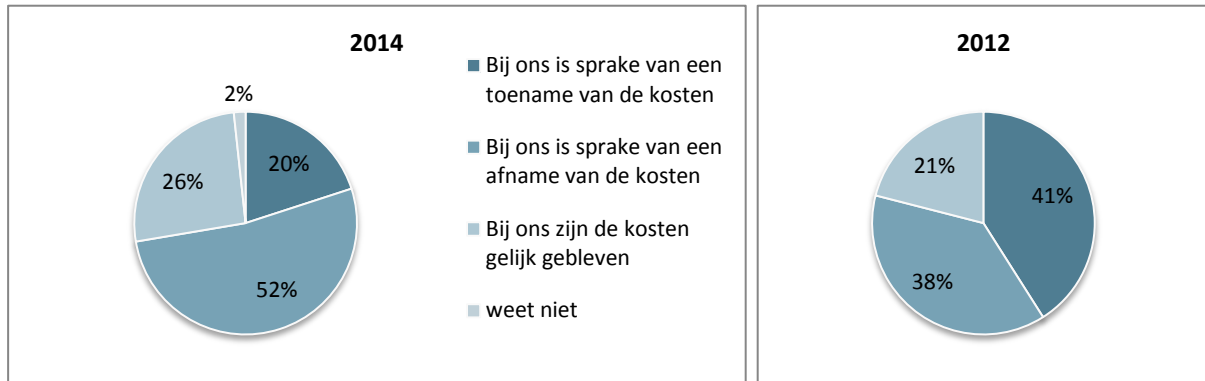 2014
Bij ons is sprake van een
toename van de kosten
Bij ons is sprake van een
afname van de kosten
Bij ons zijn de kosten
gelijk gebleven
weet niet
2%
20%
26%
52%
2012
21%
41%
38%